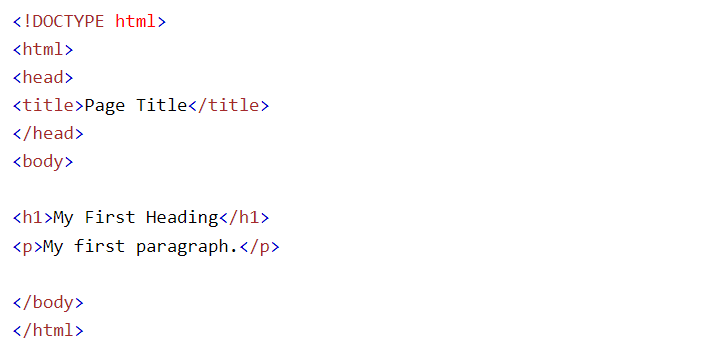 <!DOCTYPE html>
<html>
<head>
<title>Page Title</title>
</head>
<body>
<h1>My First Heading</h1>
<p>My first paragraph.</p>
</body>
</html>